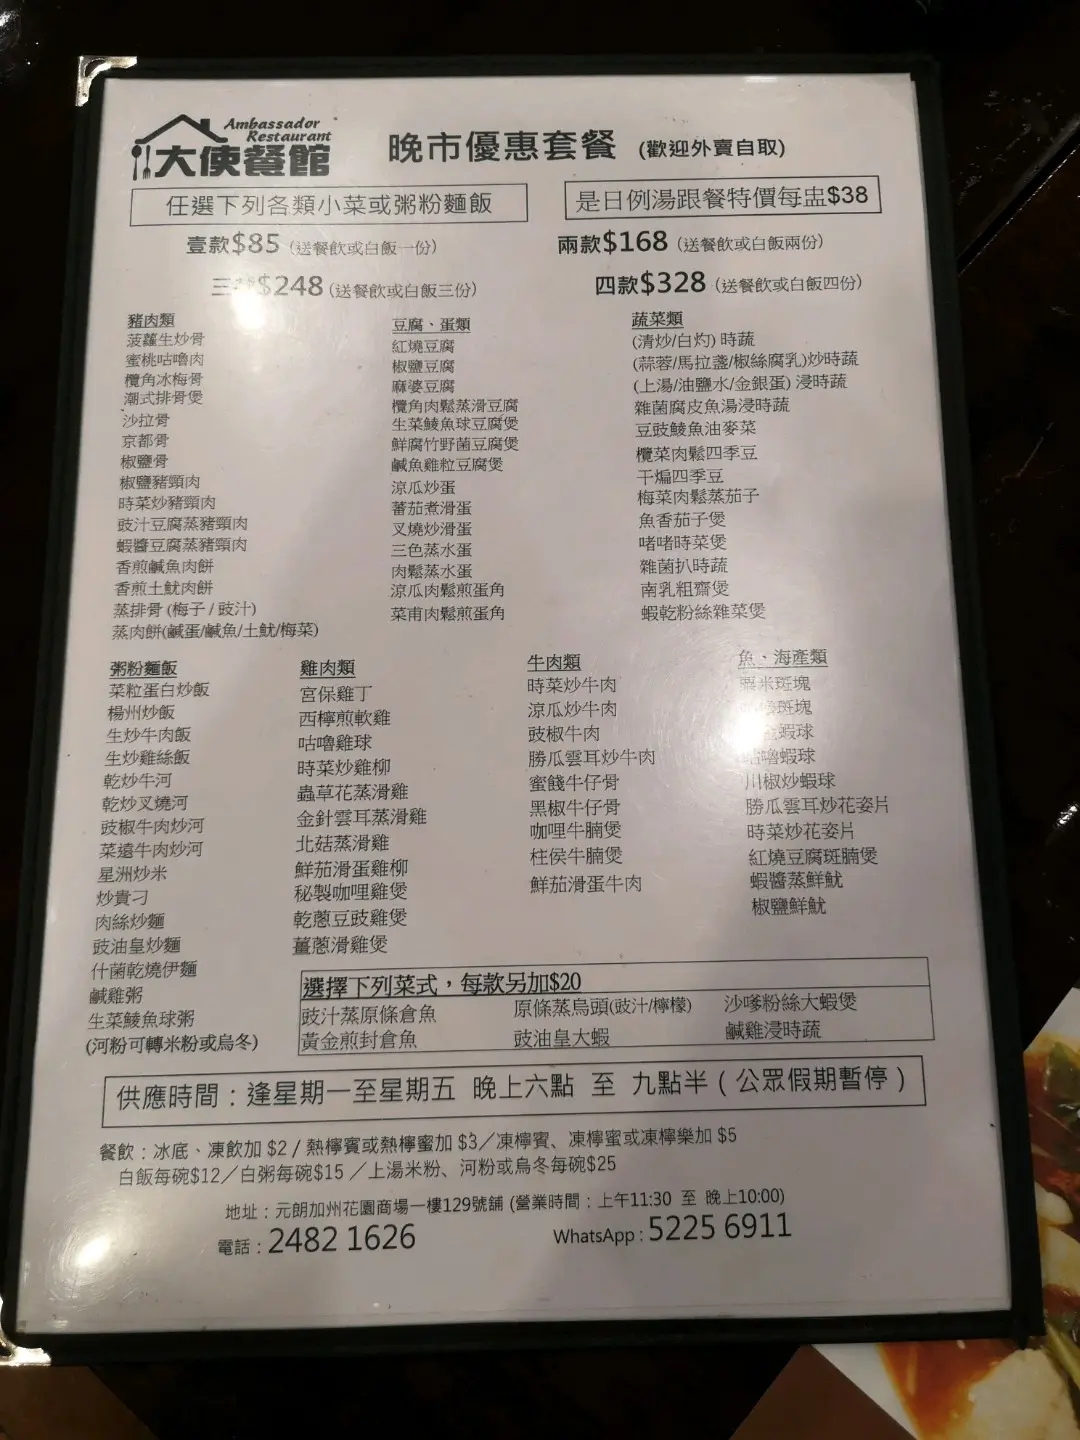 Ambassador
Restaurant
大使餐館
晚市優惠套餐 (歡迎外賣自取)
任選下列各類小菜或粥粉麵飯
是日例湯跟餐特價每盅$38
壹款$85 (送餐飲或白飯一份)
兩款$168 (送餐飲或白飯兩份)
三 $248 (送餐飲或白飯三份)
四款$328 (送餐飲或白飯四份)
豬肉類
菠蘿生炒骨
蜜桃咕嚕肉
欖角冰梅骨
潮式排骨煲
沙拉骨
京都骨
椒鹽骨
椒鹽豬頸肉
時菜炒豬頸肉
豉汁豆腐蒸豬頸肉
蝦醬豆腐蒸豬頸肉
香煎鹹魚肉餅
香煎土魷肉餅
蒸排骨 (梅子 / 豉汁)
蒸肉餅(鹹蛋/鹹魚/土魷/梅菜)
豆腐、蛋類
紅燒豆腐
椒鹽豆腐
麻婆豆腐
欖角肉鬆蒸滑豆腐
生菜鯪魚球豆腐煲
鮮腐竹野菌豆腐煲
鹹魚雞粒豆腐煲
涼瓜炒蛋
蕃茄煮滑蛋
叉燒炒滑蛋
三色蒸水蛋
肉鬆蒸水蛋
涼瓜肉鬆煎蛋角
菜甫肉鬆煎蛋角
蔬菜類
(清炒/白灼) 時蔬
(蒜蓉/馬拉盞/椒絲腐乳)炒時蔬
(上湯/油鹽水/金銀蛋) 浸時蔬
雜菌腐皮魚湯浸時蔬
豆豉鯪魚油麥菜
欖菜肉鬆四季豆
干煸四季豆
梅菜肉鬆蒸茄子
魚香茄子煲
啫啫時菜煲
雜菌扒時蔬
南乳粗齋煲
蝦乾粉絲雜菜煲
粥粉麵飯
菜粒蛋白炒飯
楊州炒飯
生炒牛肉飯
生炒雞絲飯
乾炒牛河
乾炒叉燒河
豉椒牛肉炒河
菜遠牛肉炒河
星洲炒米
炒貴刁
肉絲炒麵
豉油皇炒麵
什菌乾燒伊麵
鹹雞粥
生菜鯪魚球粥
(河粉可轉米粉或烏冬)
雞肉類
宮保雞丁
西檸煎軟雞
咕嚕雞球
時菜炒雞柳
蟲草花蒸滑雞
金針雲耳蒸滑雞
北菇蒸滑雞
鮮茄滑蛋雞柳
秘製咖哩雞煲
乾蔥豆豉雞煲
薑蔥滑雞煲
牛肉類
時菜炒牛肉
涼瓜炒牛肉
豉椒牛肉
勝瓜雲耳炒牛肉
蜜餞牛仔骨
黑椒牛仔骨
咖哩牛腩煲
柱侯牛腩煲
鮮茄滑蛋牛肉
魚、海產類
粟米斑塊
斑塊
蝦球
咕嚕蝦球
川椒炒蝦球
勝瓜雲耳炒花姿片
時菜炒花姿片
紅燒豆腐斑腩煲
蝦醬蒸鮮魷
椒鹽鮮魷
選擇下列菜式，每款另加$20
豉汁蒸原條倉魚
原條蒸烏頭(豉汁/檸檬)
沙嗲粉絲大蝦煲
黃金煎封倉魚
豉油皇大蝦
鹹雞浸時蔬
供應時間：逢星期一至星期五 晚上六點 至 九點半 ( 公眾假期暫停 )
餐飲：冰底、凍飲加 $2 / 熱檸賓或熱檸蜜加 $3／凍檸賓、凍檸蜜或凍檸樂加 $5
白飯每碗$12／白粥每碗$15 ／上湯米粉、河粉或烏冬每碗$25
地址：元朗加州花園商場一樓129號舖 (營業時間：上午11:30 至 晚上10:00)
電話：2482 1626
WhatsApp : 5225 6911